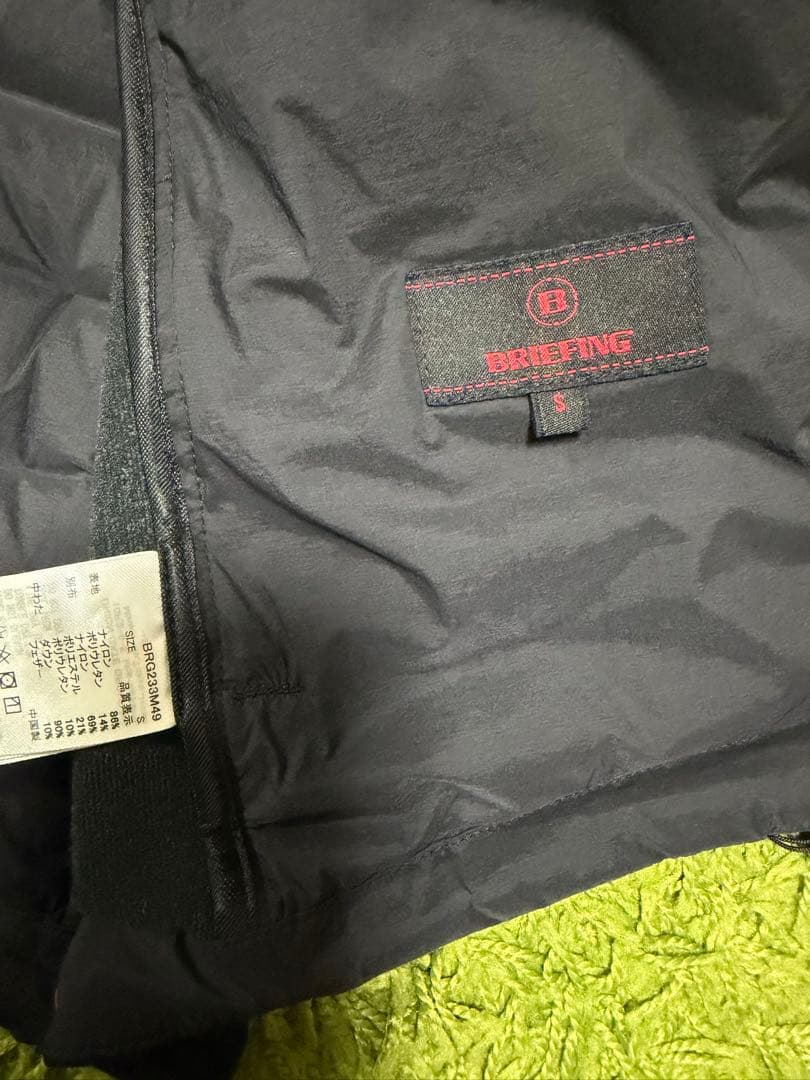 B
BRIEFING
S
BRG233M49
SIZE S
品質表示
表地 ナイロン 86%
ポリウレタン 14%
別布 ナイロン 69%
ポリエステル 21%
ポリウレタン 10%
中わた ダウン 90%
フェザー 10%
中国製